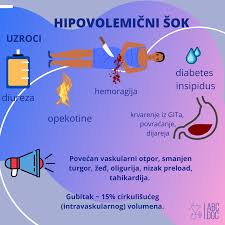 HIPOVOLEMIČNI ŠOK
UZROCI
diureza
opekotine
hemoragija
diabetes
insipidus
krvarenje iz GITa,
povraćanje,
dijareja
Povećan vaskularni otpor, smanjen
turgor, žeđ, oligurija, nizak preload,
tahikardija.
Gubitak ~ 15% cirkulišućeg
(intravaskularnog) volumena.
ABC
DOC